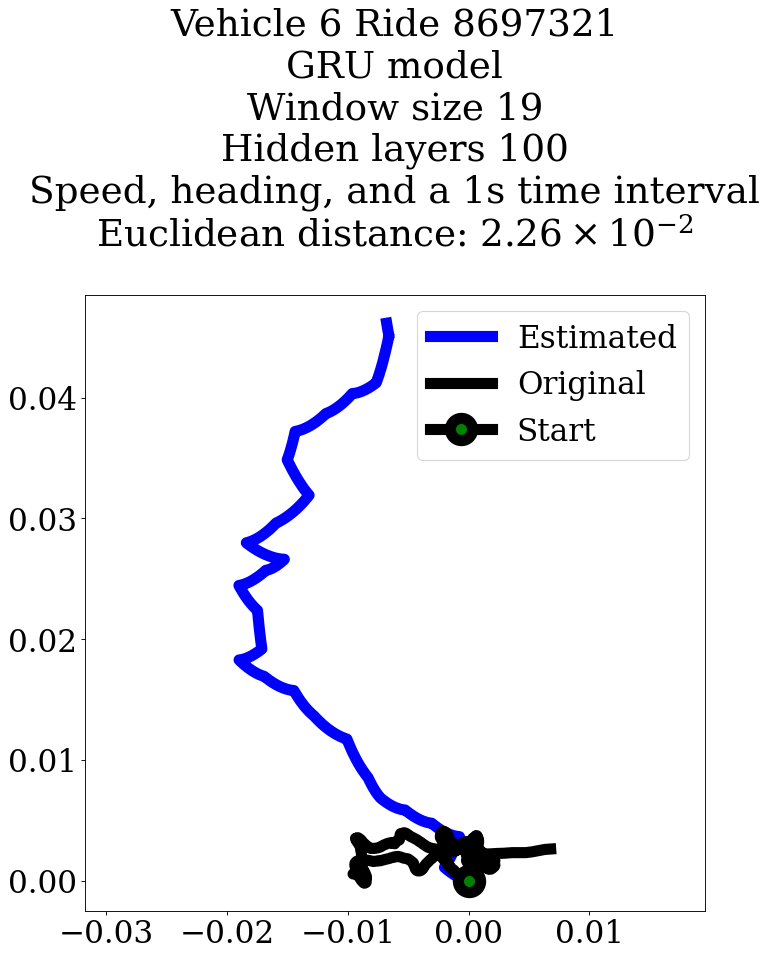 Vehicle 6 Ride 8697321
GRU model
Window size 19
Hidden layers 100
Speed, heading, and a 1s time interval
Euclidean distance: 2.26 × 10⁻²
Estimated
Original
Start
0.04
0.03
0.02
0.01
0.00
−0.03 −0.02 −0.01 0.00 0.01